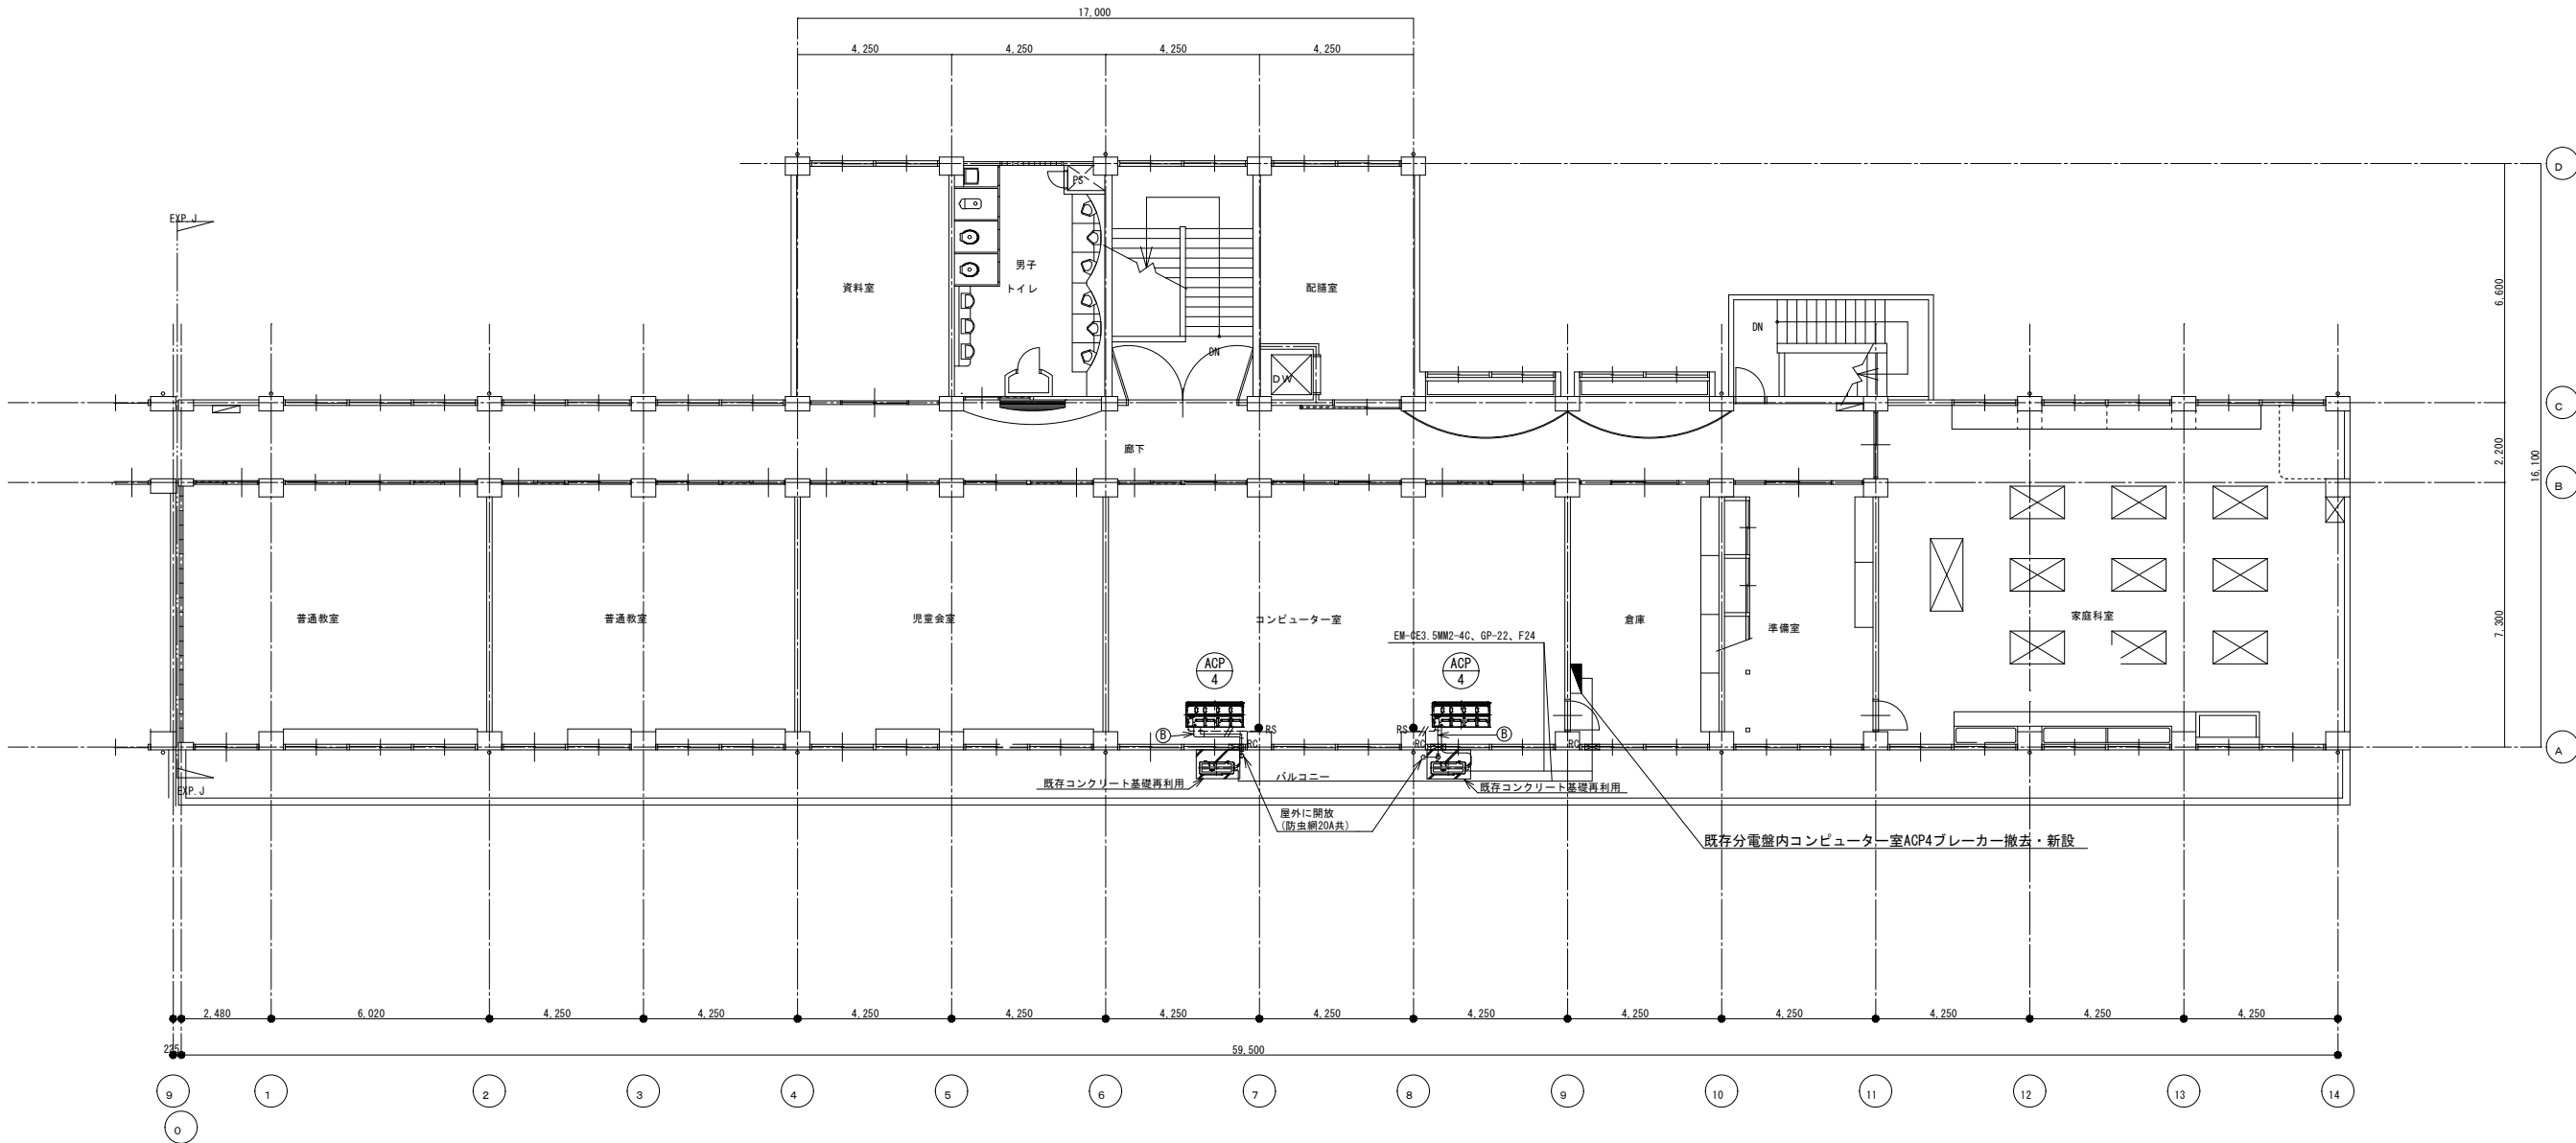 17,000
4,250
4,250
4,250
4,250
D
PS
EXP.J
男子
トイレ
資料室
配膳室
6,600
DN
DN
DW
C
廊下
2,200
16,100
B
普通教室
普通教室
児童会室
コンピューター室
倉庫
準備室
家庭科室
7,300
EM-CE3.5MM2-4C、GP-22、F24
ACP
4
ACP
4
B
RS
RS
B
RC
RC
RC
A
バルコニー
既存コンクリート基礎再利用
既存コンクリート基礎再利用
EXP.J
屋外に開放
(防虫網20A共)
既存分電盤内コンピューター室ACP4ブレーカー撤去・新設
2,480
6,020
4,250
4,250
4,250
4,250
4,250
4,250
4,250
4,250
4,250
4,250
4,250
4,250
225
59,500
9
1
2
3
4
5
6
7
8
9
10
11
12
13
14
0